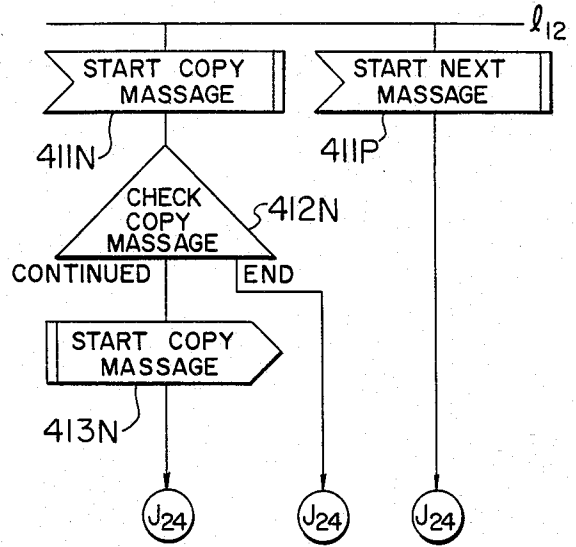 ℓ12
START COPY
MASSAGE
START NEXT
MASSAGE
411N
411P
CHECK
COPY
MASSAGE
412N
CONTINUED
END
START COPY
MASSAGE
413N
J24
J24
J24